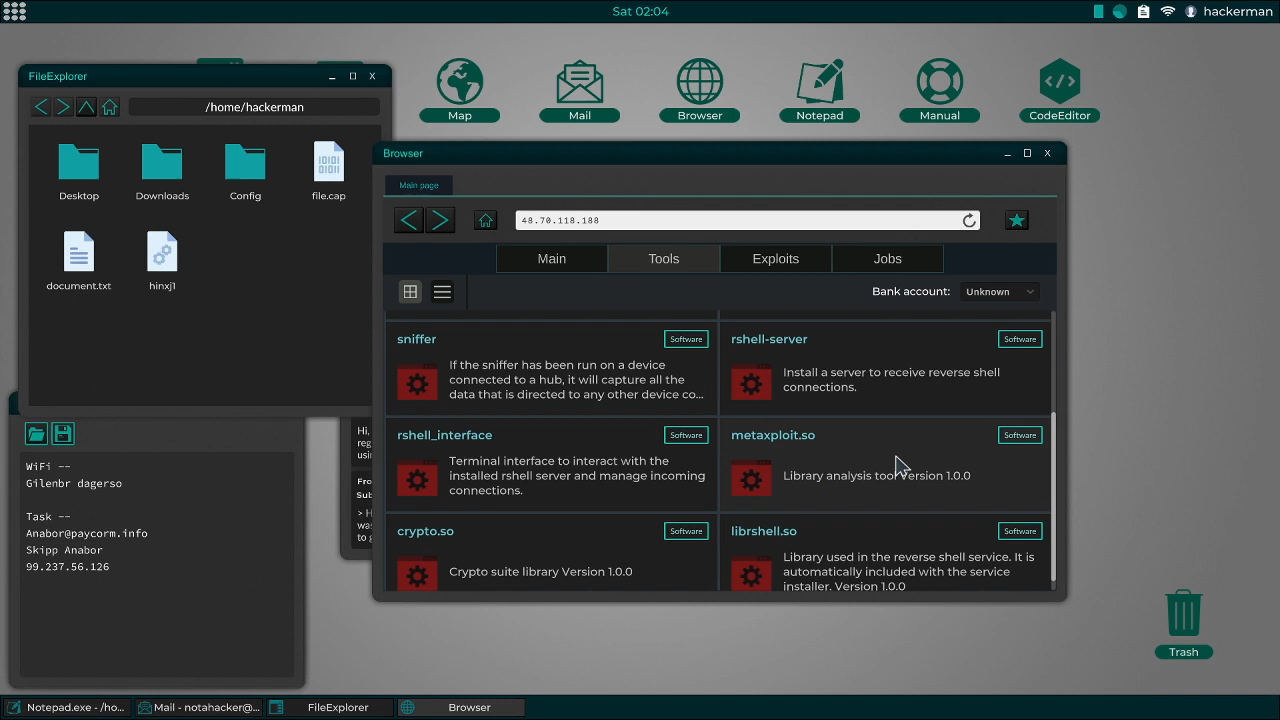 Sat 02:04
hackerman
FileExplorer
/home/hackerman
Desktop
Downloads
Config
file.cap
document.txt
hinxj1
Map
Mail
Browser
Notepad
Manual
CodeEditor
Browser
Main page
48.70.118.188
Main
Tools
Exploits
Jobs
Bank account:
Unknown
sniffer
Software
If the sniffer has been run on a device
connected to a hub, it will capture all the
data that is directed to any other device co...
rshell-server
Software
Install a server to receive reverse shell
connections.
rshell_interface
Software
Terminal interface to interact with the
installed rshell server and manage incoming
connections.
metaxploit.so
Software
Library analysis tool Version 1.0.0
crypto.so
Software
Crypto suite library Version 1.0.0
librshell.so
Software
Library used in the reverse shell service. It is
automatically included with the service
installer. Version 1.0.0
WiFi --
Gilenbr dagerso
Task --
Anabor@paycorm.info
Skipp Anabor
99.237.56.126
Hi,
reg
usin
Fro
Sub
> H
was
to g
Trash
Notepad.exe - /ho...
Mail - notahacker@...
FileExplorer
Browser